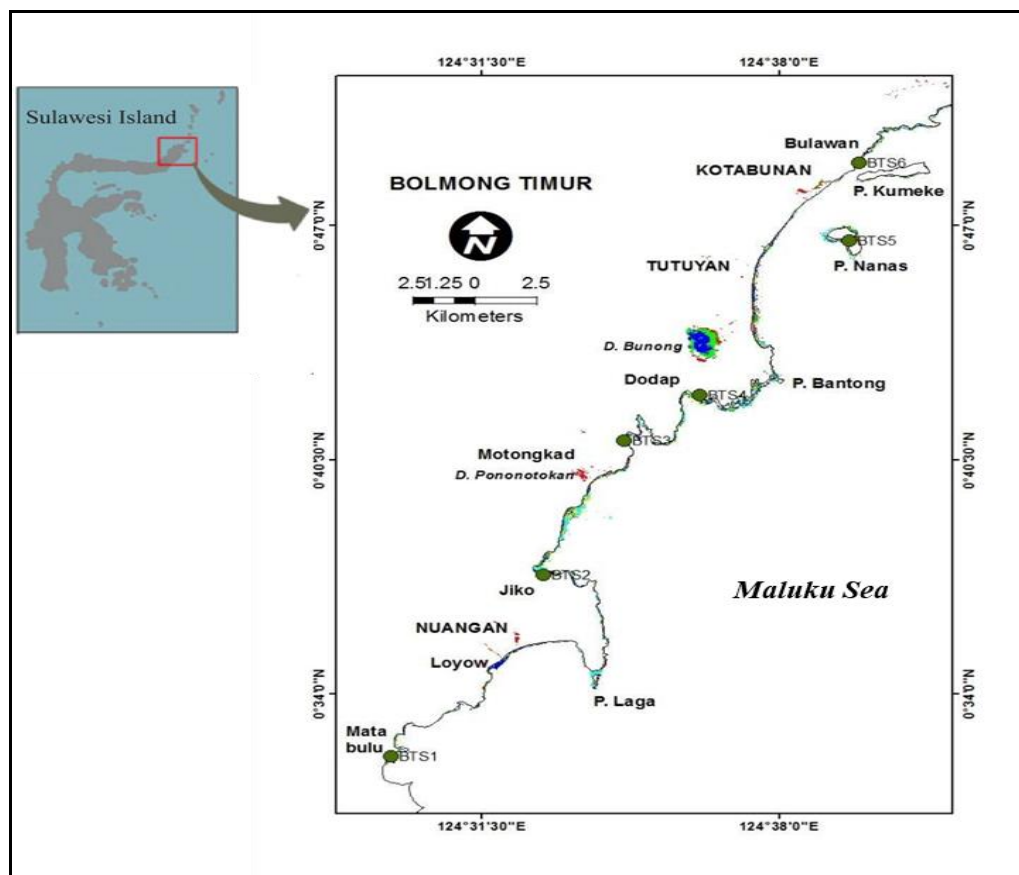 124°31'30"E
124°38'0"E
Sulawesi Island
Bulawan
BTS6
KOTABUNAN
P. Kumeke
BOLMONG TIMUR
N
0°47'0"N
0°47'0"N
BTS5
P. Nanas
TUTUYAN
2.51.25 0 2.5
Kilometers
D. Bunong
Dodap
P. Bantong
BTS4
BTS3
Motongkad
D. Pononotokan
0°40'30"N
0°40'30"N
BTS2
Jiko
Maluku Sea
NUANGAN
Loyow
P. Laga
0°34'0"N
0°34'0"N
Mata
bulu
BTS1
124°31'30"E
124°38'0"E